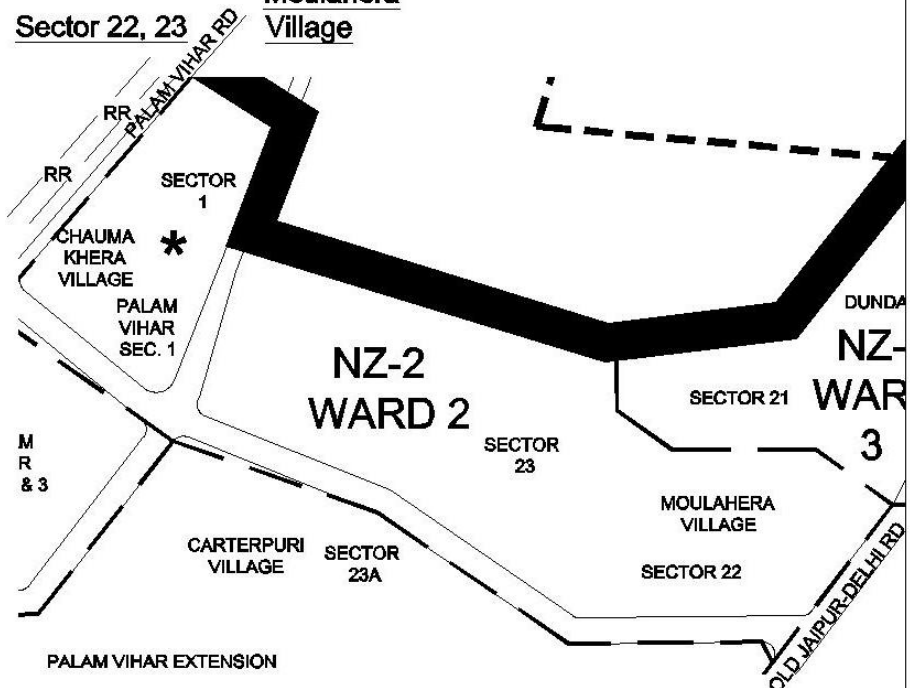 Moulahera
Sector 22, 23
Village
PALAM VIHAR RD
RR
RR
SECTOR
1
*
CHAUMA
KHERA
VILLAGE
PALAM
VIHAR
SEC. 1
DUNDA
NZ-2
WARD 2
NZ-
WAR
3
SECTOR 21
SECTOR
23
M
R
& 3
MOULAHERA
VILLAGE
CARTERPURI
VILLAGE
SECTOR
23A
SECTOR 22
OLD JAIPUR-DELHI RD
PALAM VIHAR EXTENSION